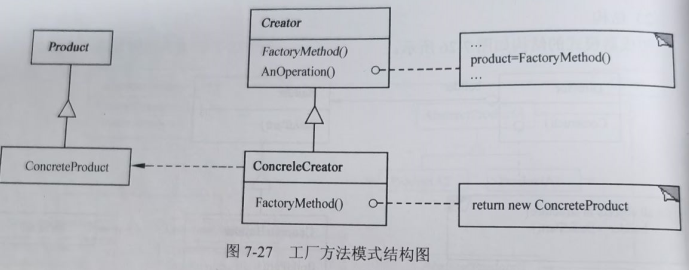 Product
ConcreteProduct
Creator
FactoryMethod()
AnOperation()
...
product=FactoryMethod()
...
ConcreleCreator
FactoryMethod()
return new ConcreteProduct
图 7-27 工厂方法模式结构图